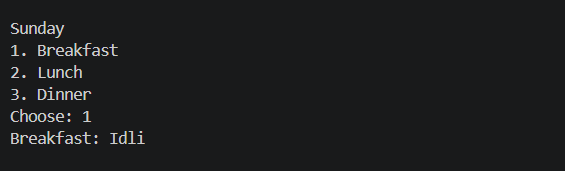 Sunday
1. Breakfast
2. Lunch
3. Dinner
Choose: 1
Breakfast: Idli